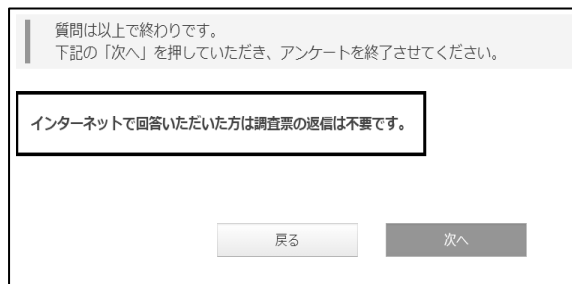 質問は以上で終わりです。
下記の「次へ」を押していただき、アンケートを終了させてください。
インターネットで回答いただいた方は調査票の返信は不要です。
戻る
次へ